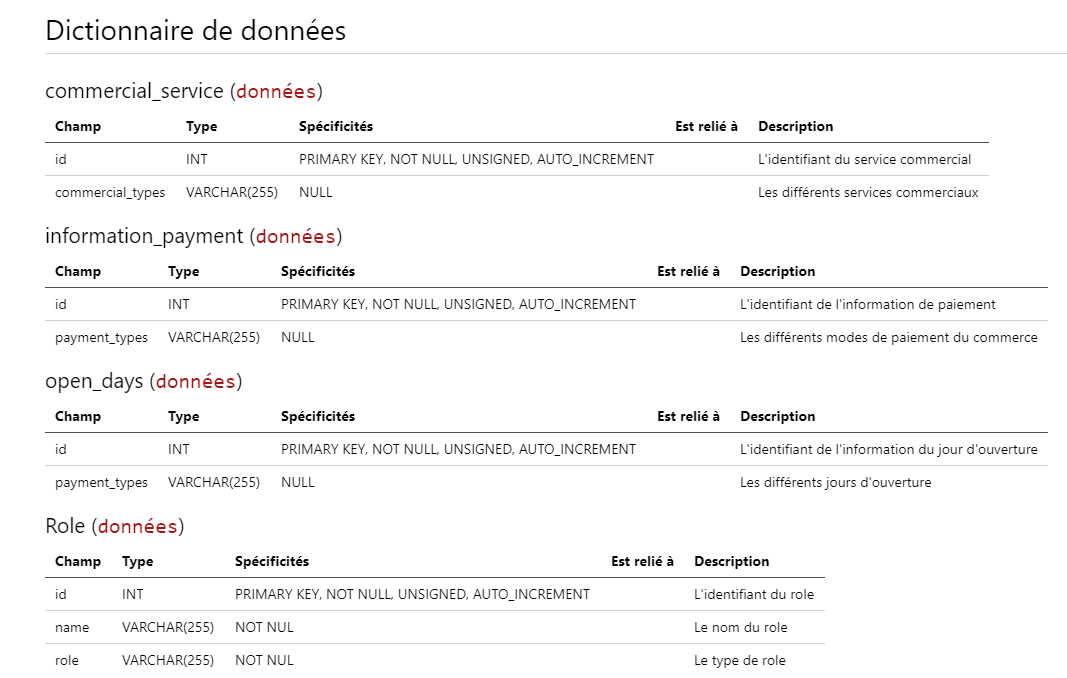 Dictionnaire de données
commercial_service (données)
Champ Type Spécificités Est relié à Description
id INT PRIMARY KEY, NOT NULL, UNSIGNED, AUTO_INCREMENT L'identifiant du service commercial
commercial_types VARCHAR(255) NULL Les différents services commerciaux
information_payment (données)
Champ Type Spécificités Est relié à Description
id INT PRIMARY KEY, NOT NULL, UNSIGNED, AUTO_INCREMENT L'identifiant de l'information de paiement
payment_types VARCHAR(255) NULL Les différents modes de paiement du commerce
open_days (données)
Champ Type Spécificités Est relié à Description
id INT PRIMARY KEY, NOT NULL, UNSIGNED, AUTO_INCREMENT L'identifiant de l'information du jour d'ouverture
payment_types VARCHAR(255) NULL Les différents jours d'ouverture
Role (données)
Champ Type Spécificités Est relié à Description
id INT PRIMARY KEY, NOT NULL, UNSIGNED, AUTO_INCREMENT L'identifiant du role
name VARCHAR(255) NOT NUL Le nom du role
role VARCHAR(255) NOT NUL Le type de role